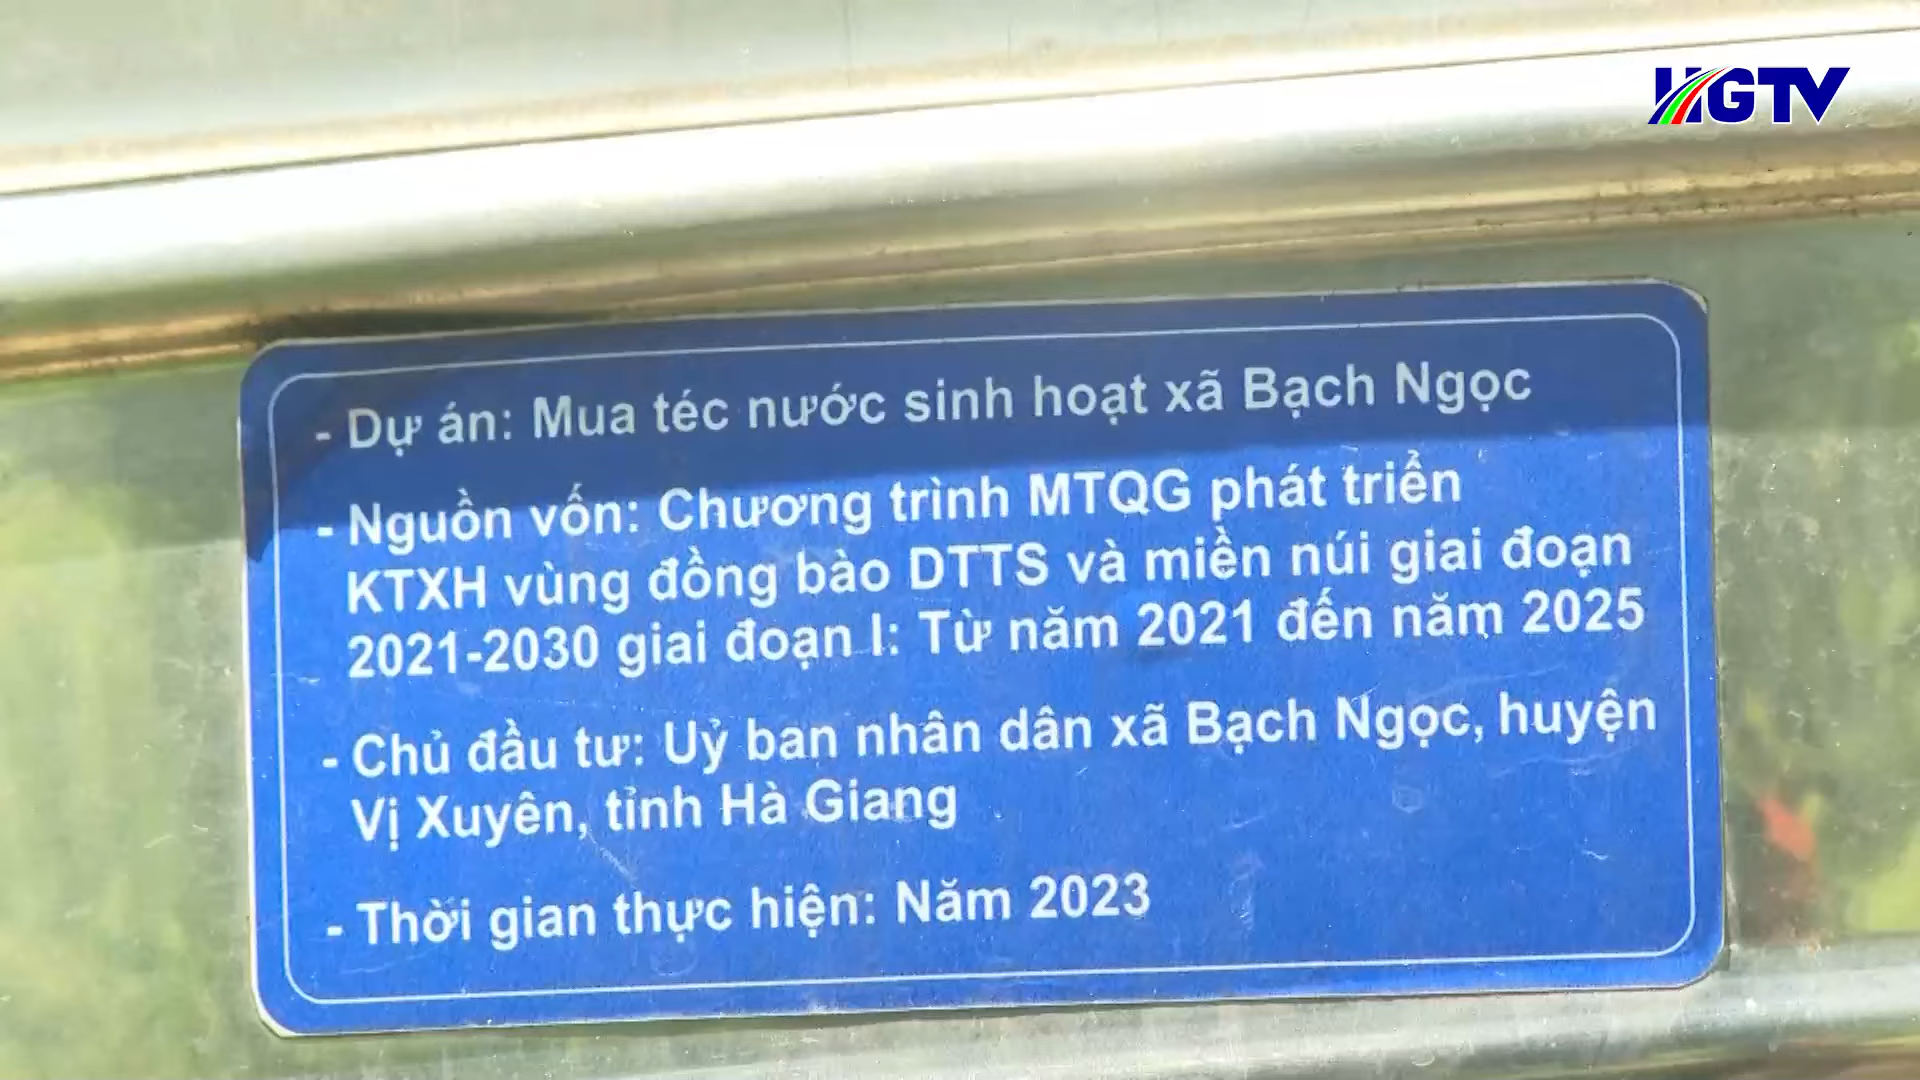 HGTV
- Dự án: Mua téc nước sinh hoạt xã Bạch Ngọc
- Nguồn vốn: Chương trình MTQG phát triển
KTXH vùng đồng bào DTTS và miền núi giai đoạn
2021-2030 giai đoạn I: Từ năm 2021 đến năm 2025
- Chủ đầu tư: Uỷ ban nhân dân xã Bạch Ngọc, huyện
Vị Xuyên, tỉnh Hà Giang
- Thời gian thực hiện: Năm 2023